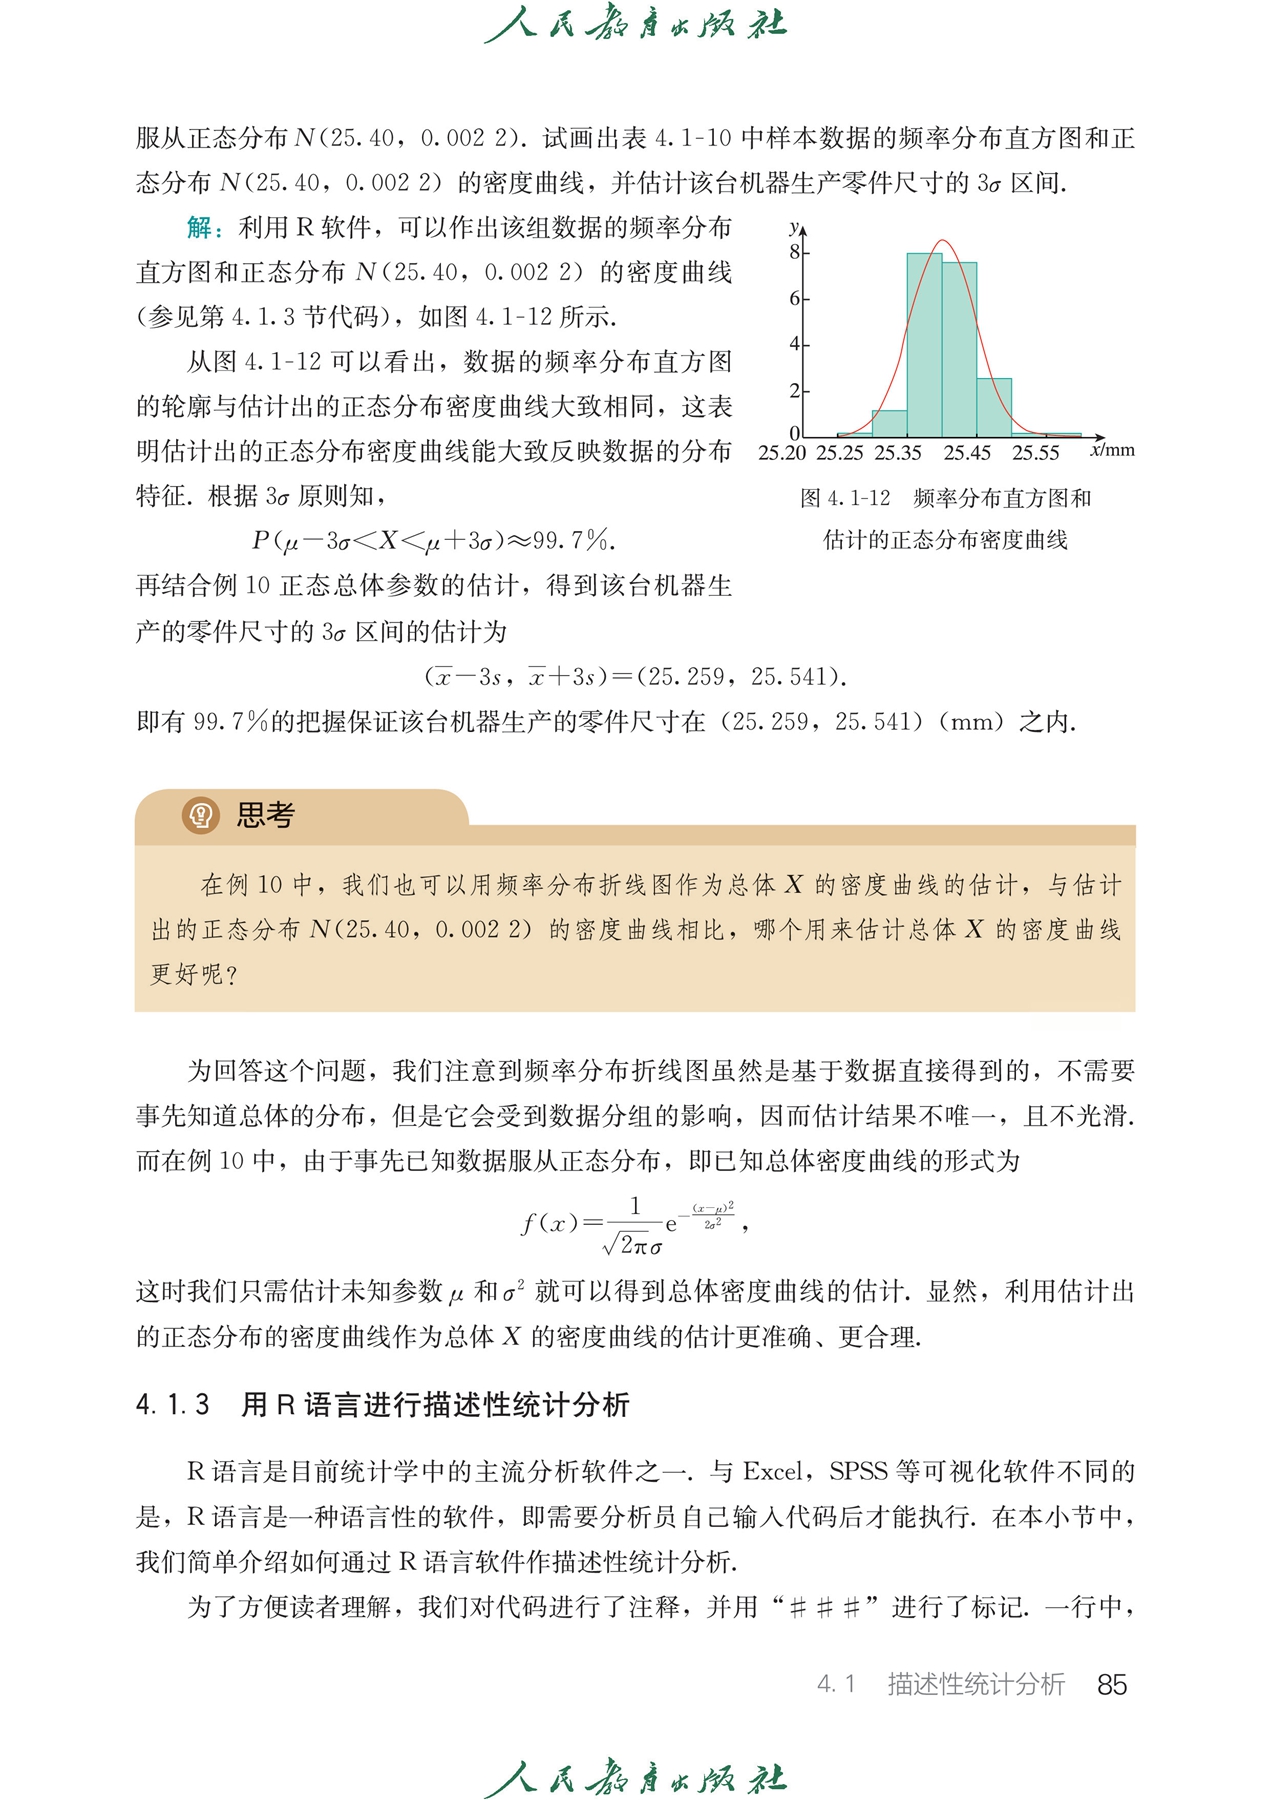 人民教育出版社
服从正态分布 N(25.40，0.002 2). 试画出表 4.1-10 中样本数据的频率分布直方图和正
态分布 N(25.40，0.002 2) 的密度曲线，并估计该台机器生产零件尺寸的 3σ 区间.
解：利用 R 软件，可以作出该组数据的频率分布
直方图和正态分布 N(25.40，0.002 2) 的密度曲线
(参见第 4.1.3 节代码)，如图 4.1-12 所示.
从图 4.1-12 可以看出，数据的频率分布直方图
的轮廓与估计出的正态分布密度曲线大致相同，这表
明估计出的正态分布密度曲线能大致反映数据的分布
特征. 根据 3σ 原则知，
P(μ－3σ＜X＜μ＋3σ)≈99.7％.
再结合例 10 正态总体参数的估计，得到该台机器生
产的零件尺寸的 3σ 区间的估计为
y
8
6
4
2
0
25.20 25.25 25.35 25.45 25.55 x/mm
图 4.1-12 频率分布直方图和
估计的正态分布密度曲线
(x̄－3s，x̄＋3s)＝(25.259，25.541).
即有 99.7％的把握保证该台机器生产的零件尺寸在（25.259，25.541）（mm）之内.
思考
在例 10 中，我们也可以用频率分布折线图作为总体 X 的密度曲线的估计，与估计
出的正态分布 N(25.40，0.002 2) 的密度曲线相比，哪个用来估计总体 X 的密度曲线
更好呢？
为回答这个问题，我们注意到频率分布折线图虽然是基于数据直接得到的，不需要
事先知道总体的分布，但是它会受到数据分组的影响，因而估计结果不唯一，且不光滑.
而在例 10 中，由于事先已知数据服从正态分布，即已知总体密度曲线的形式为
f(x)＝1/(√2π σ) e^(－(x－μ)²/2σ²)，
这时我们只需估计未知参数 μ 和 σ² 就可以得到总体密度曲线的估计. 显然，利用估计出
的正态分布的密度曲线作为总体 X 的密度曲线的估计更准确、更合理.
4.1.3 用 R 语言进行描述性统计分析
R 语言是目前统计学中的主流分析软件之一. 与 Excel，SPSS 等可视化软件不同的
是，R 语言是一种语言性的软件，即需要分析员自己输入代码后才能执行. 在本小节中，
我们简单介绍如何通过 R 语言软件作描述性统计分析.
为了方便读者理解，我们对代码进行了注释，并用“＃＃＃”进行了标记. 一行中，
4.1 描述性统计分析 85
人民教育出版社